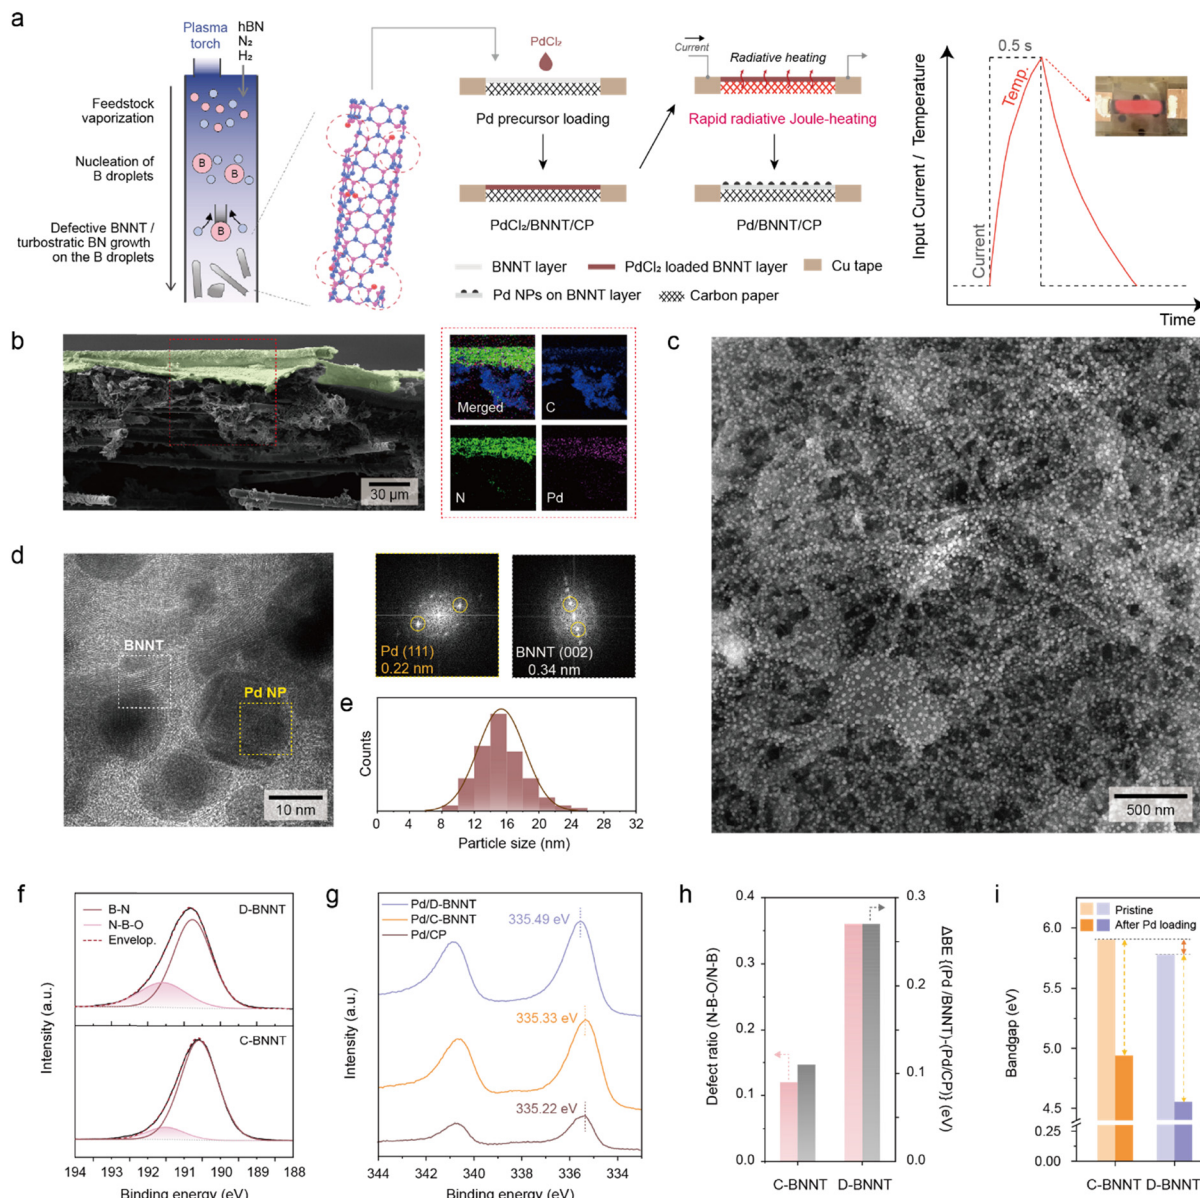 a
Plasma
torch
hBN
N₂
H₂
Feedstock
vaporization
Nucleation of
B droplets
B
B
Defective BNNT /
turbostratic BN growth
on the B droplets
B
PdCl₂
Pd precursor loading
PdCl₂/BNNT/CP
Current
Radiative heating
Rapid radiative Joule-heating
Pd/BNNT/CP
BNNT layer
PdCl₂ loaded BNNT layer
Cu tape
Pd NPs on BNNT layer
Carbon paper
Input Current / Temperature
0.5 s
Temp.
Current
Time
b
30 μm
Merged
C
N
Pd
c
500 nm
d
BNNT
Pd NP
10 nm
Pd (111)
0.22 nm
BNNT (002)
0.34 nm
e
Counts
0 4 8 12 16 20 24 28 32
Particle size (nm)
f
B-N
N-B-O
Envelop.
D-BNNT
C-BNNT
Intensity (a.u.)
194 193 192 191 190 189 188
Binding energy (eV)
g
Pd/D-BNNT
Pd/C-BNNT
Pd/CP
335.49 eV
335.33 eV
335.22 eV
Intensity (a.u.)
344 342 340 338 336 334
Binding energy (eV)
h
Defect ratio (N-B-O/N-B)
0.4
0.3
0.2
0.1
0.0
0.3
0.2
0.1
0.0
ΔBE {(Pd /BNNT)-(Pd/CP)} (eV)
C-BNNT D-BNNT
i
Pristine
After Pd loading
Bandgap (eV)
6.0
5.75
5.0
4.5
0.25
0.00
C-BNNT D-BNNT